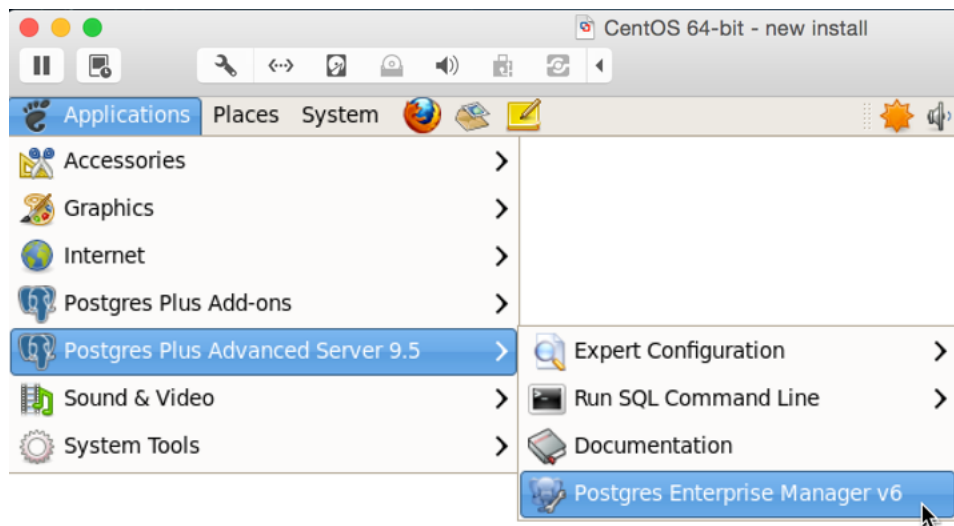 CentOS 64-bit - new install
Applications Places System
Accessories
Graphics
Internet
Postgres Plus Add-ons
Postgres Plus Advanced Server 9.5
Expert Configuration
Sound & Video
Run SQL Command Line
System Tools
Documentation
Postgres Enterprise Manager v6